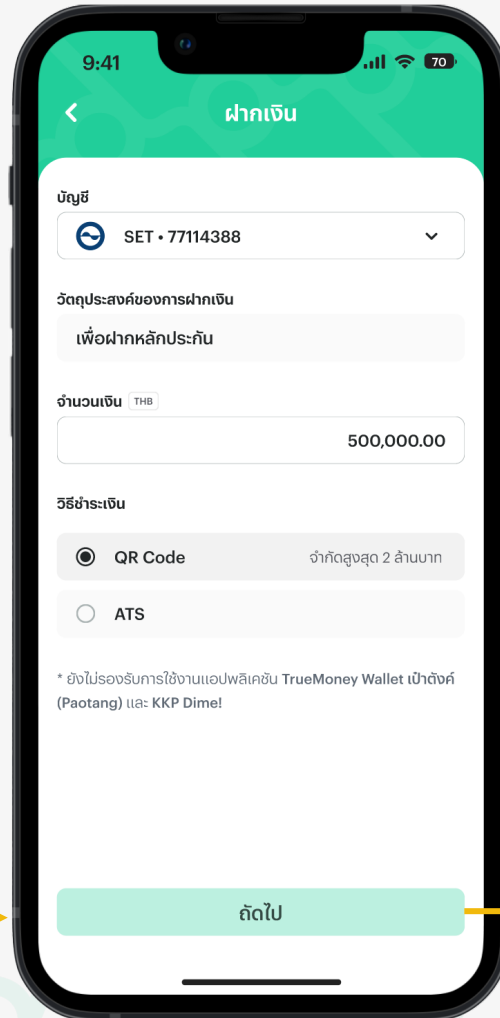 9:41
70
ฝากเงิน
บัญชี
SET • 77114388
วัตถุประสงค์ของการฝากเงิน
เพื่อฝากหลักประกัน
จำนวนเงิน THB
500,000.00
วิธีชำระเงิน
QR Code จำกัดสูงสุด 2 ล้านบาท
ATS
* ยังไม่รองรับการใช้งานแอปพลิเคชัน TrueMoney Wallet เป๋าตังค์
(Paotang) และ KKP Dime!
ถัดไป